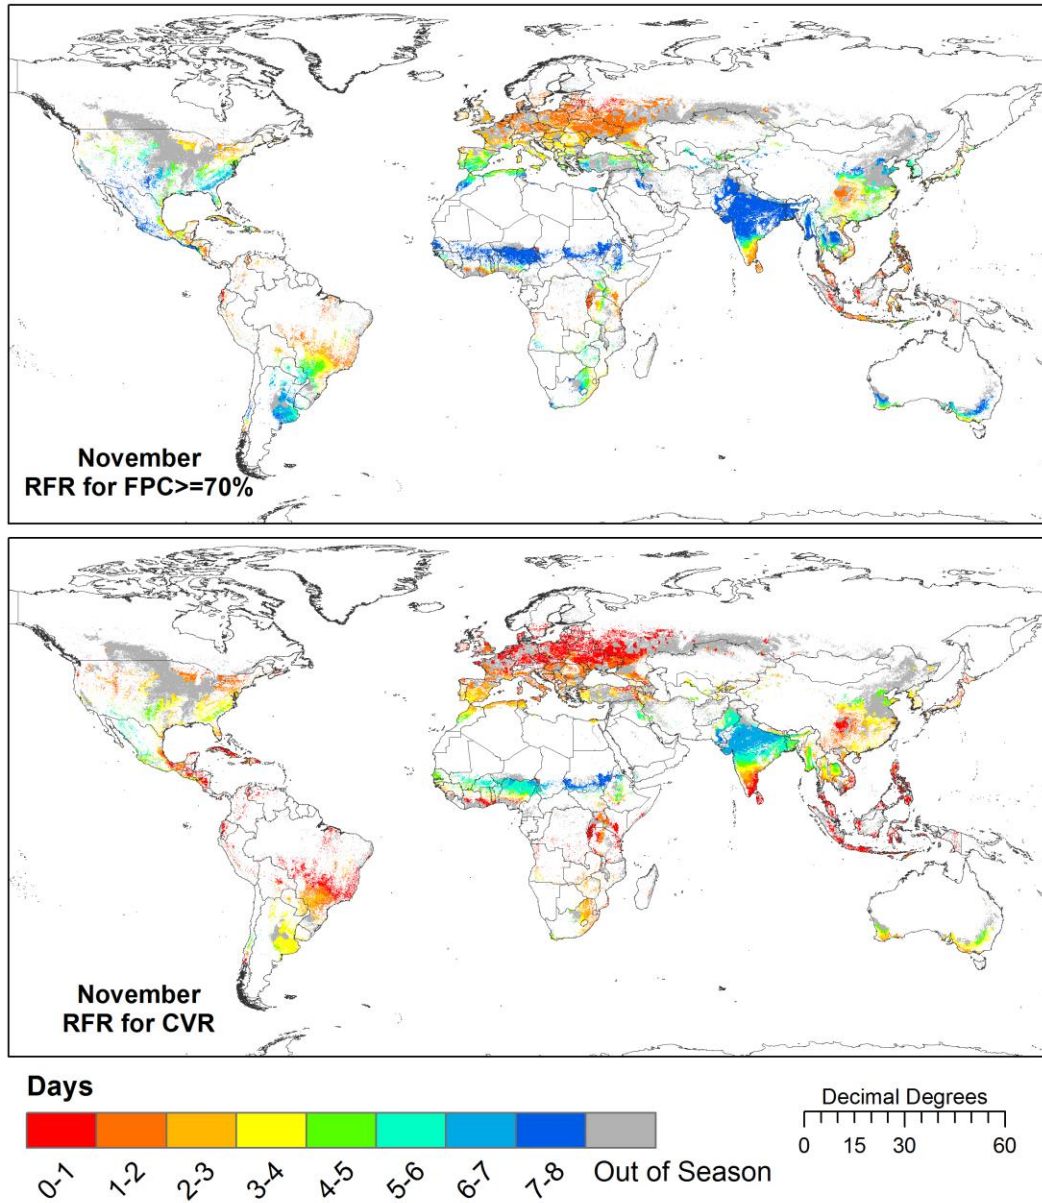 November
RFR for FPC>=70%
November
RFR for CVR
Days
0-1 1-2 2-3 3-4 4-5 5-6 6-7 7-8 Out of Season
Decimal Degrees
0 15 30 60